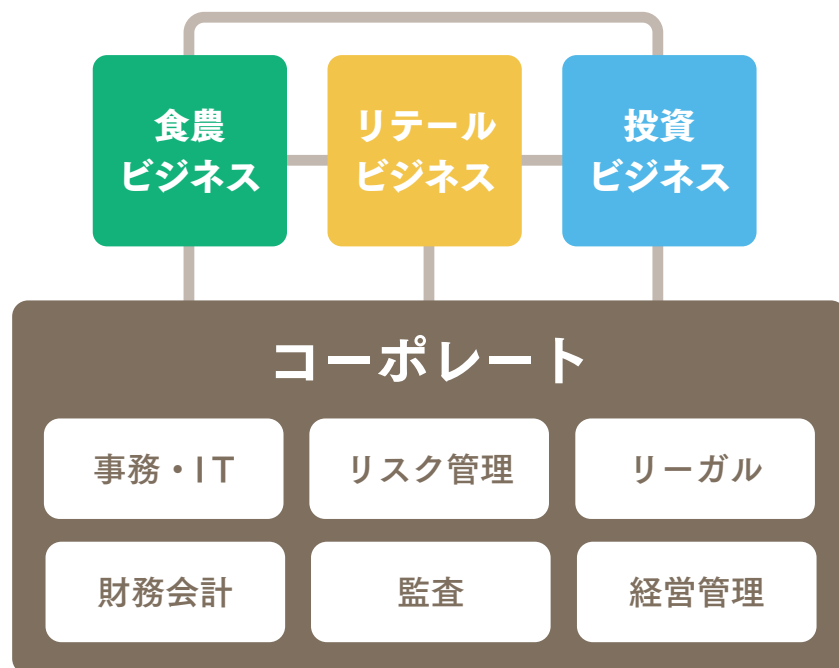 食農
ビジネス
リテール
ビジネス
投資
ビジネス
コーポレート
事務・IT
リスク管理
リーガル
財務会計
監査
経営管理